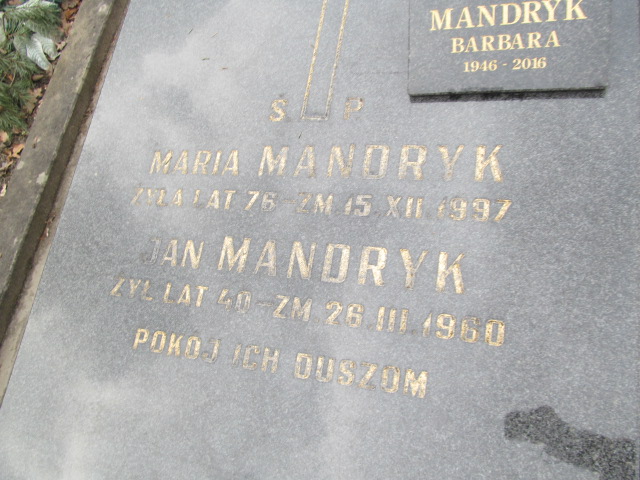 MANDRYK
BARBARA
1946 - 2016
Ś P
MARIA MANDRYK
ŻYŁA LAT 76 - ZM. 15.XII.1997
JAN MANDRYK
ŻYŁ LAT 40 - ZM. 26.III.1960
POKÓJ ICH DUSZOM